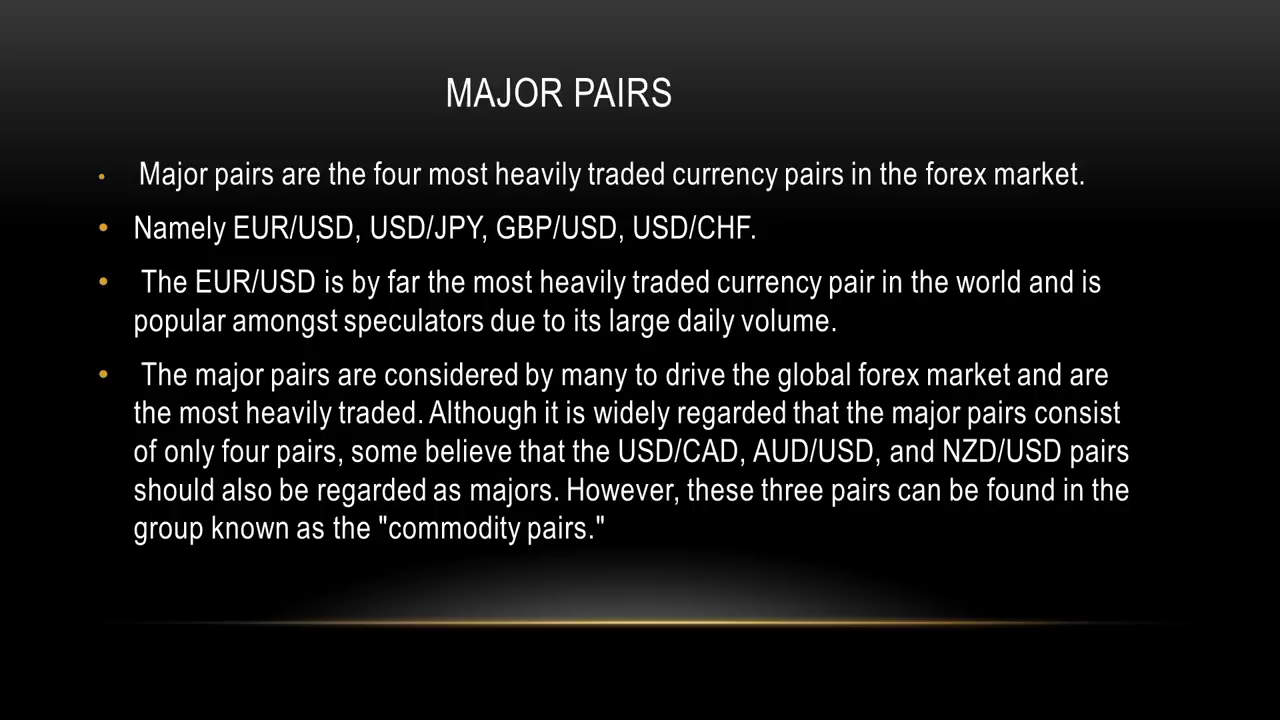 MAJOR PAIRS
• Major pairs are the four most heavily traded currency pairs in the forex market.
• Namely EUR/USD, USD/JPY, GBP/USD, USD/CHF.
• The EUR/USD is by far the most heavily traded currency pair in the world and is
popular amongst speculators due to its large daily volume.
• The major pairs are considered by many to drive the global forex market and are
the most heavily traded. Although it is widely regarded that the major pairs consist
of only four pairs, some believe that the USD/CAD, AUD/USD, and NZD/USD pairs
should also be regarded as majors. However, these three pairs can be found in the
group known as the "commodity pairs."